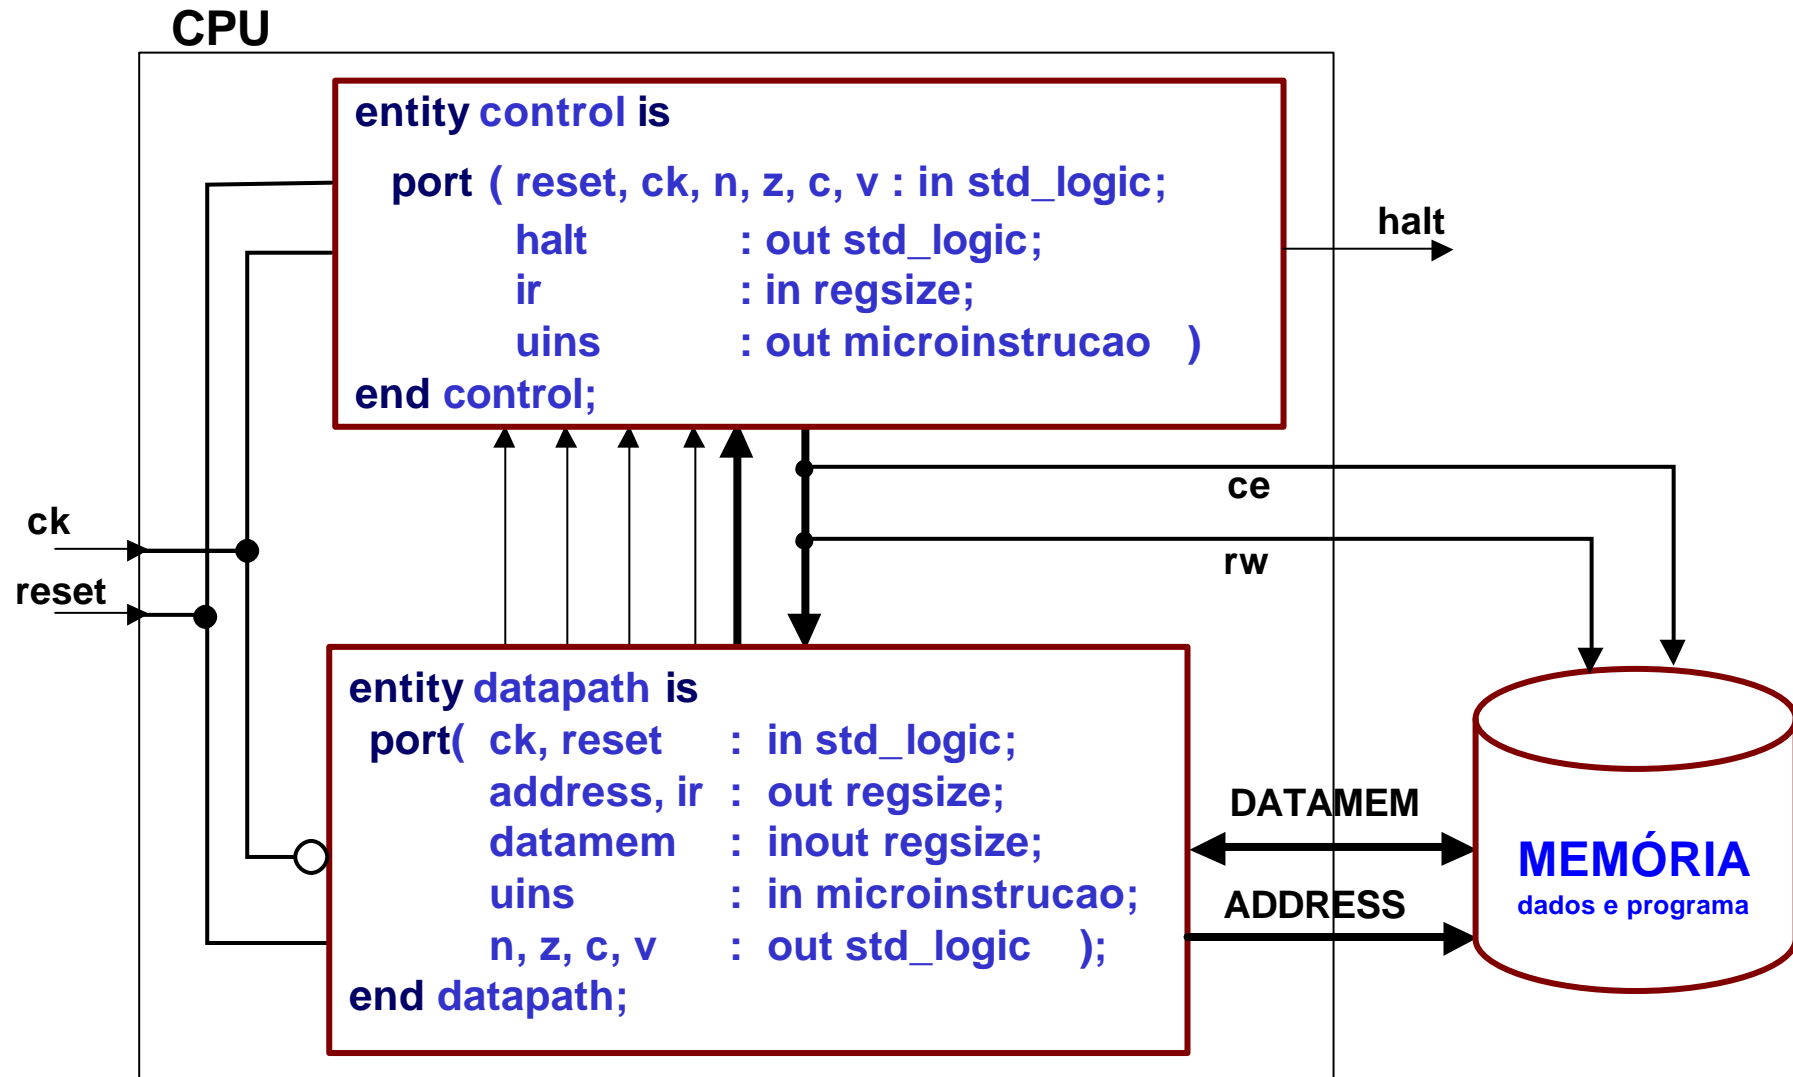 CPU
entity control is
port ( reset, ck, n, z, c, v : in std_logic;
halt : out std_logic;
ir : in regsize;
uins : out microinstrucao )
end control;
halt
ce
rw
ck
reset
entity datapath is
port( ck, reset : in std_logic;
address, ir : out regsize;
datamem : inout regsize;
uins : in microinstrucao;
n, z, c, v : out std_logic );
end datapath;
DATAMEM
ADDRESS
MEMÓRIA
dados e programa